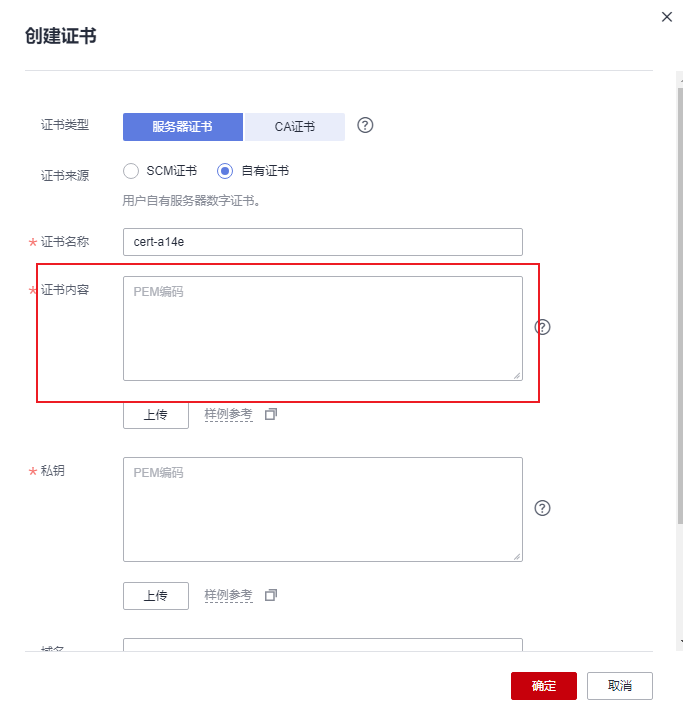 创建证书
证书类型 服务器证书 CA证书
证书来源 SCM证书 自有证书
用户自有服务器数字证书。
* 证书名称 cert-a14e
* 证书内容 PEM编码
上传 样例参考
* 私钥 PEM编码
上传 样例参考
域名
确定 取消